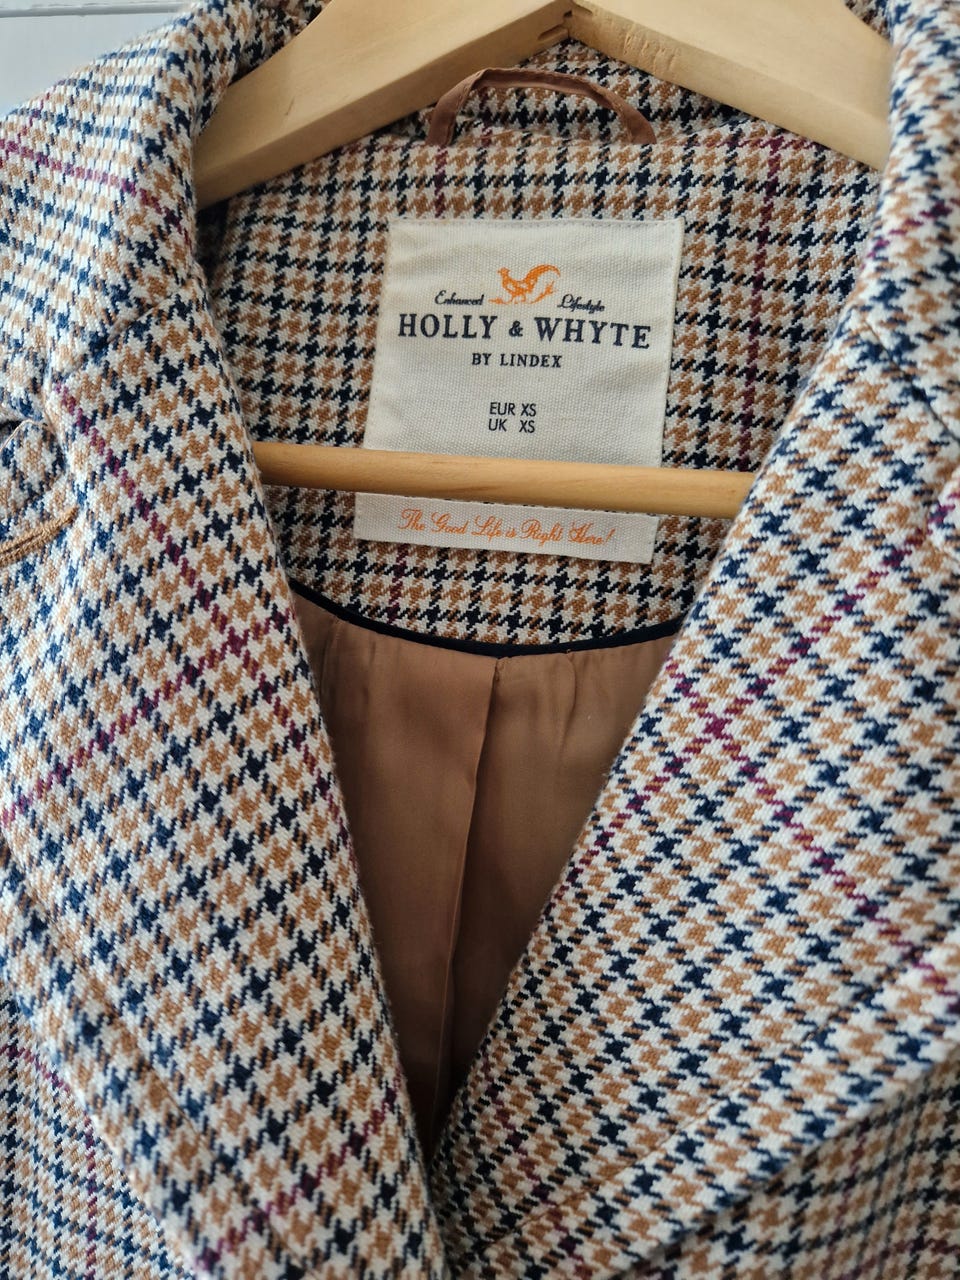 Enhanced Lifestyle
HOLLY & WHYTE
BY LINDEX
EUR XS
UK XS
The Good Life is Right Here!